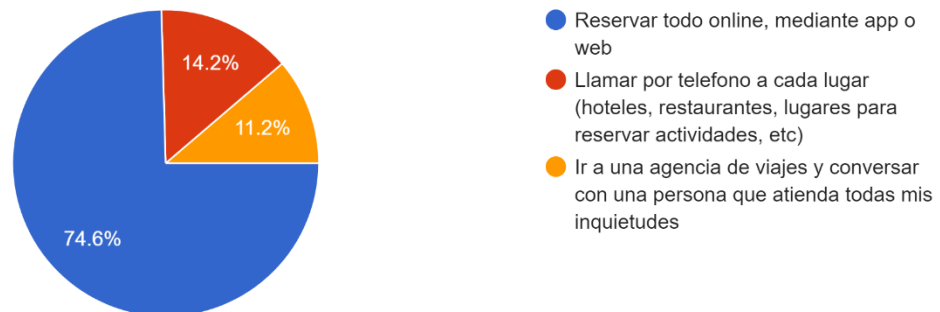 14.2%
11.2%
74.6%
Reservar todo online, mediante app o
web
Llamar por telefono a cada lugar
(hoteles, restaurantes, lugares para
reservar actividades, etc)
Ir a una agencia de viajes y conversar
con una persona que atienda todas mis
inquietudes